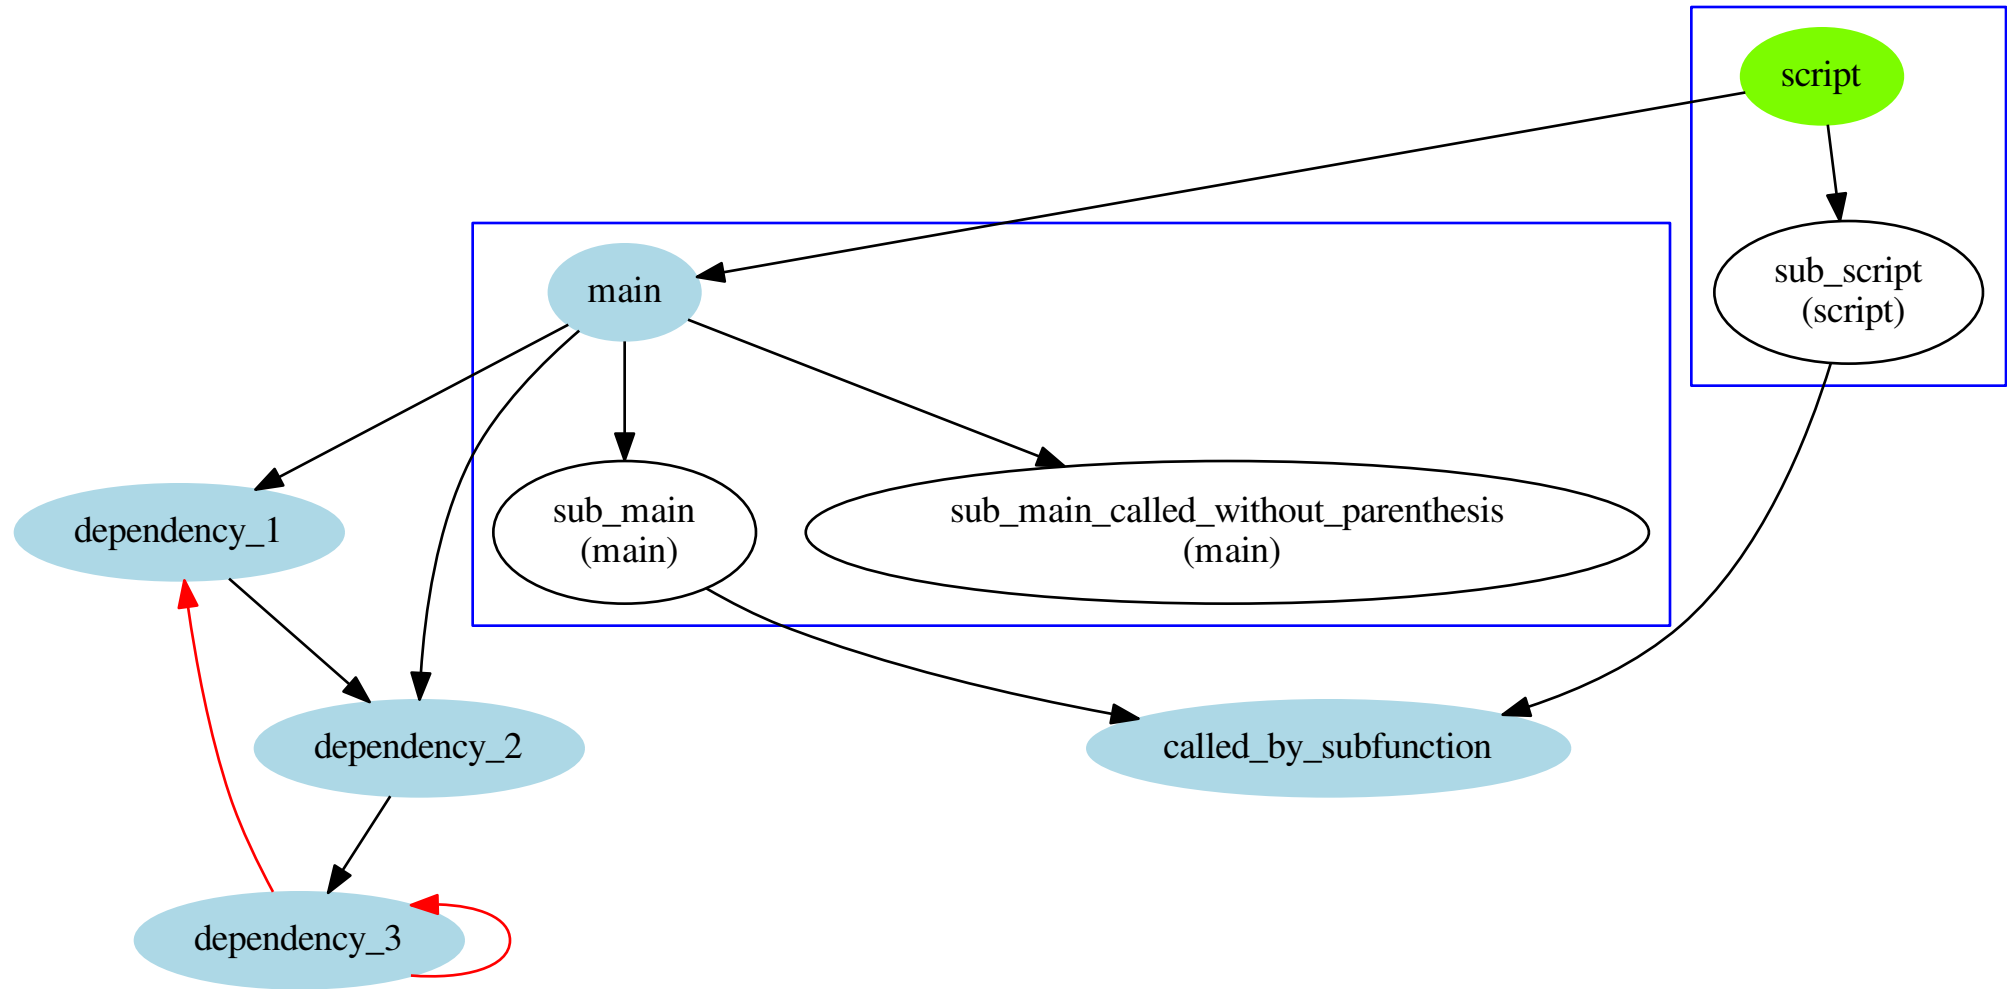 script
sub_script
(script)
main
sub_main
(main)
sub_main_called_without_parenthesis
(main)
dependency_1
dependency_2
called_by_subfunction
dependency_3